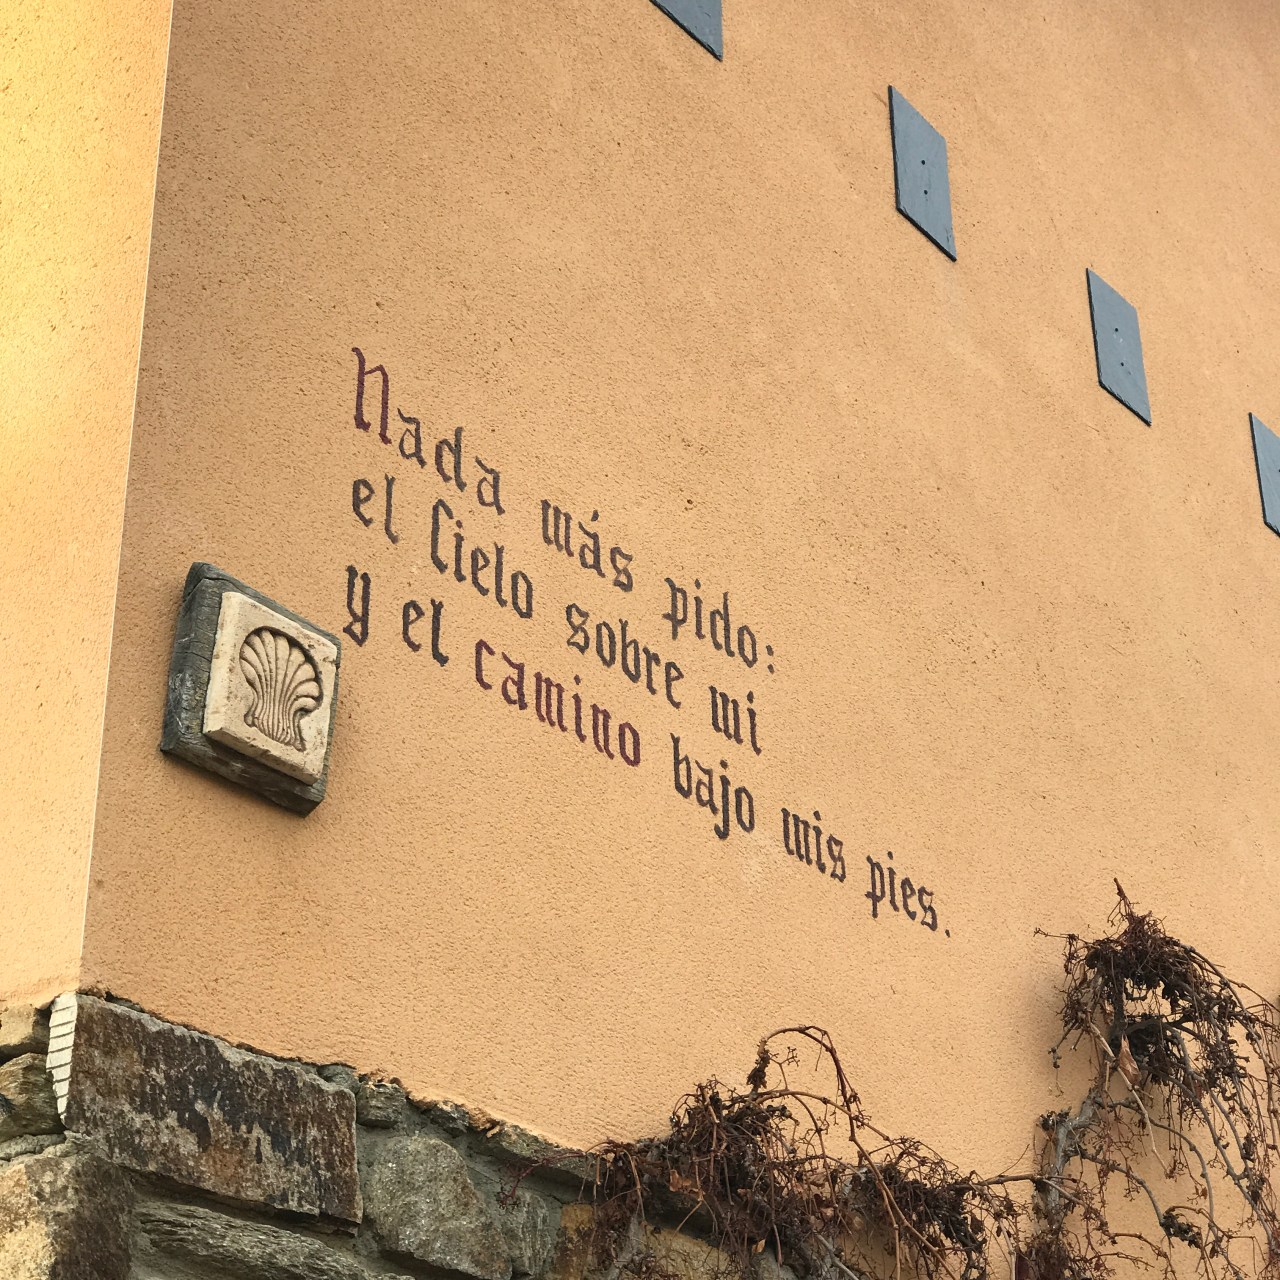 Nada más pido:
el Cielo sobre mi
y el camino bajo mis pies.